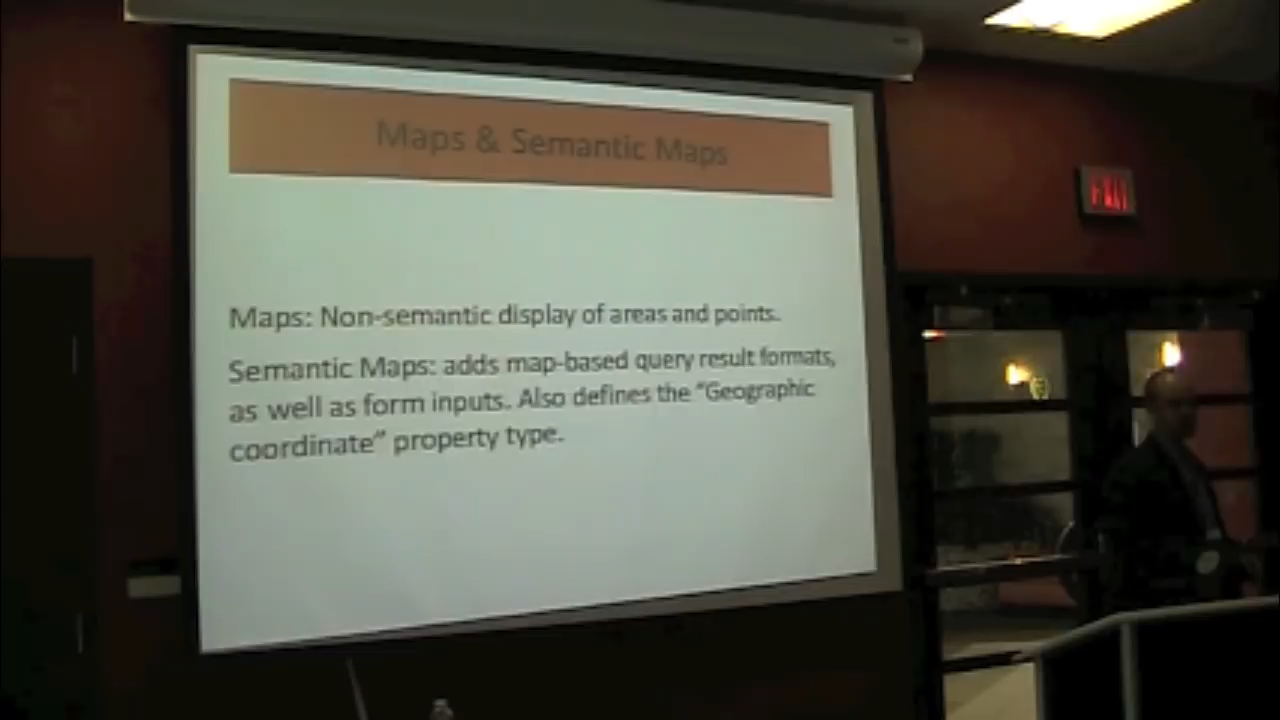 Maps & Semantic Maps
EXIT
Maps: Non-semantic display of areas and points.
Semantic Maps: adds map-based query result formats,
as well as form inputs. Also defines the “Geographic
coordinate” property type.